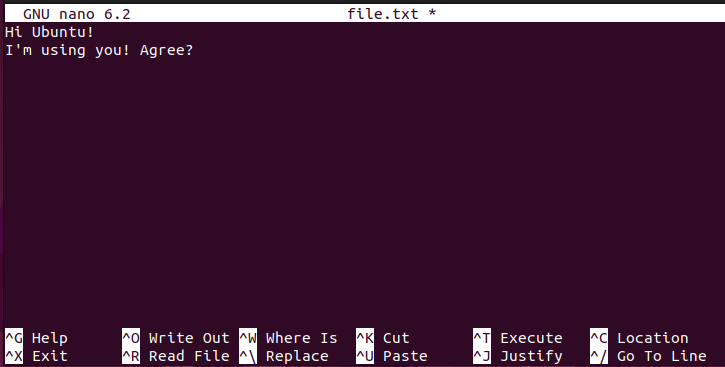 GNU nano 6.2 file.txt *
Hi Ubuntu!
I'm using you! Agree?
^G Help ^O Write Out ^W Where Is ^K Cut ^T Execute ^C Location
^X Exit ^R Read File ^\ Replace ^U Paste ^J Justify ^/ Go To Line